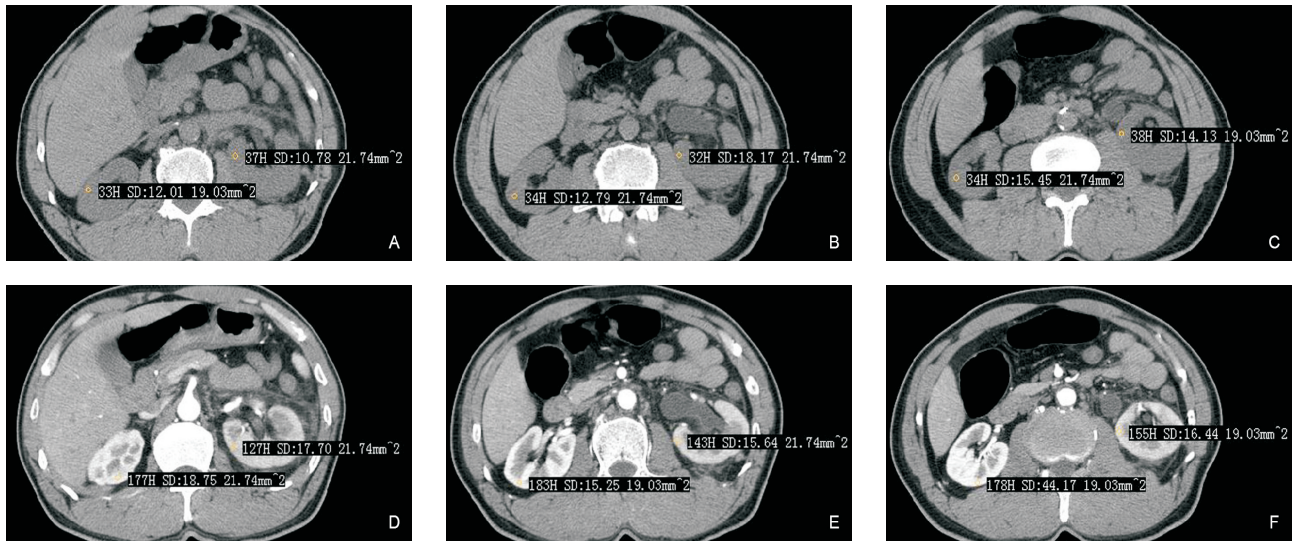 37H SD:10.78 21.74mm^2
33H SD:12.01 19.03mm^2
A
32H SD:18.17 21.74mm^2
34H SD:12.79 21.74mm^2
B
38H SD:14.13 19.03mm^2
34H SD:15.45 21.74mm^2
C
127H SD:17.70 21.74mm^2
177H SD:18.75 21.74mm^2
D
143H SD:15.64 21.74mm^2
183H SD:15.25 19.03mm^2
E
155H SD:16.44 19.03mm^2
178H SD:44.17 19.03mm^2
F